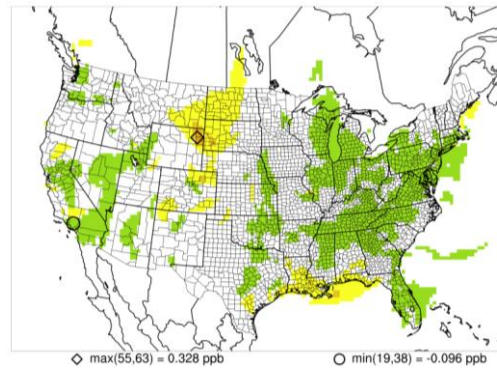 ◇ max(55,63) = 0.328 ppb ○ min(19,38) = -0.096 ppb